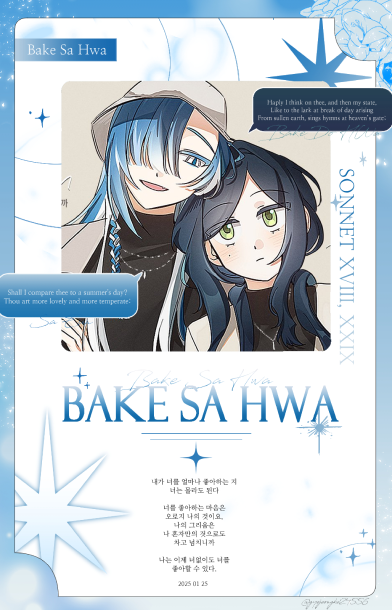 Bake Sa Hwa
Haply I think on thee, and then my state,
Like to the lark at break of day arising
From sullen earth, sings hymns at heaven's gate;
SONNET XVIII, XXIX
Shall I compare thee to a summer's day?
Thou art more lovely and more temperate:
Bake Sa Hwa
BAKE SA HWA
내가 너를 얼마나 좋아하는 지
너는 몰라도 된다
너를 좋아하는 마음은
오로지 나의 것이요,
나의 그리움은
나 혼자만의 것으로도
차고 넘치니까
나는 이제 너없이도 너를
좋아할 수 있다.
2025 01 25